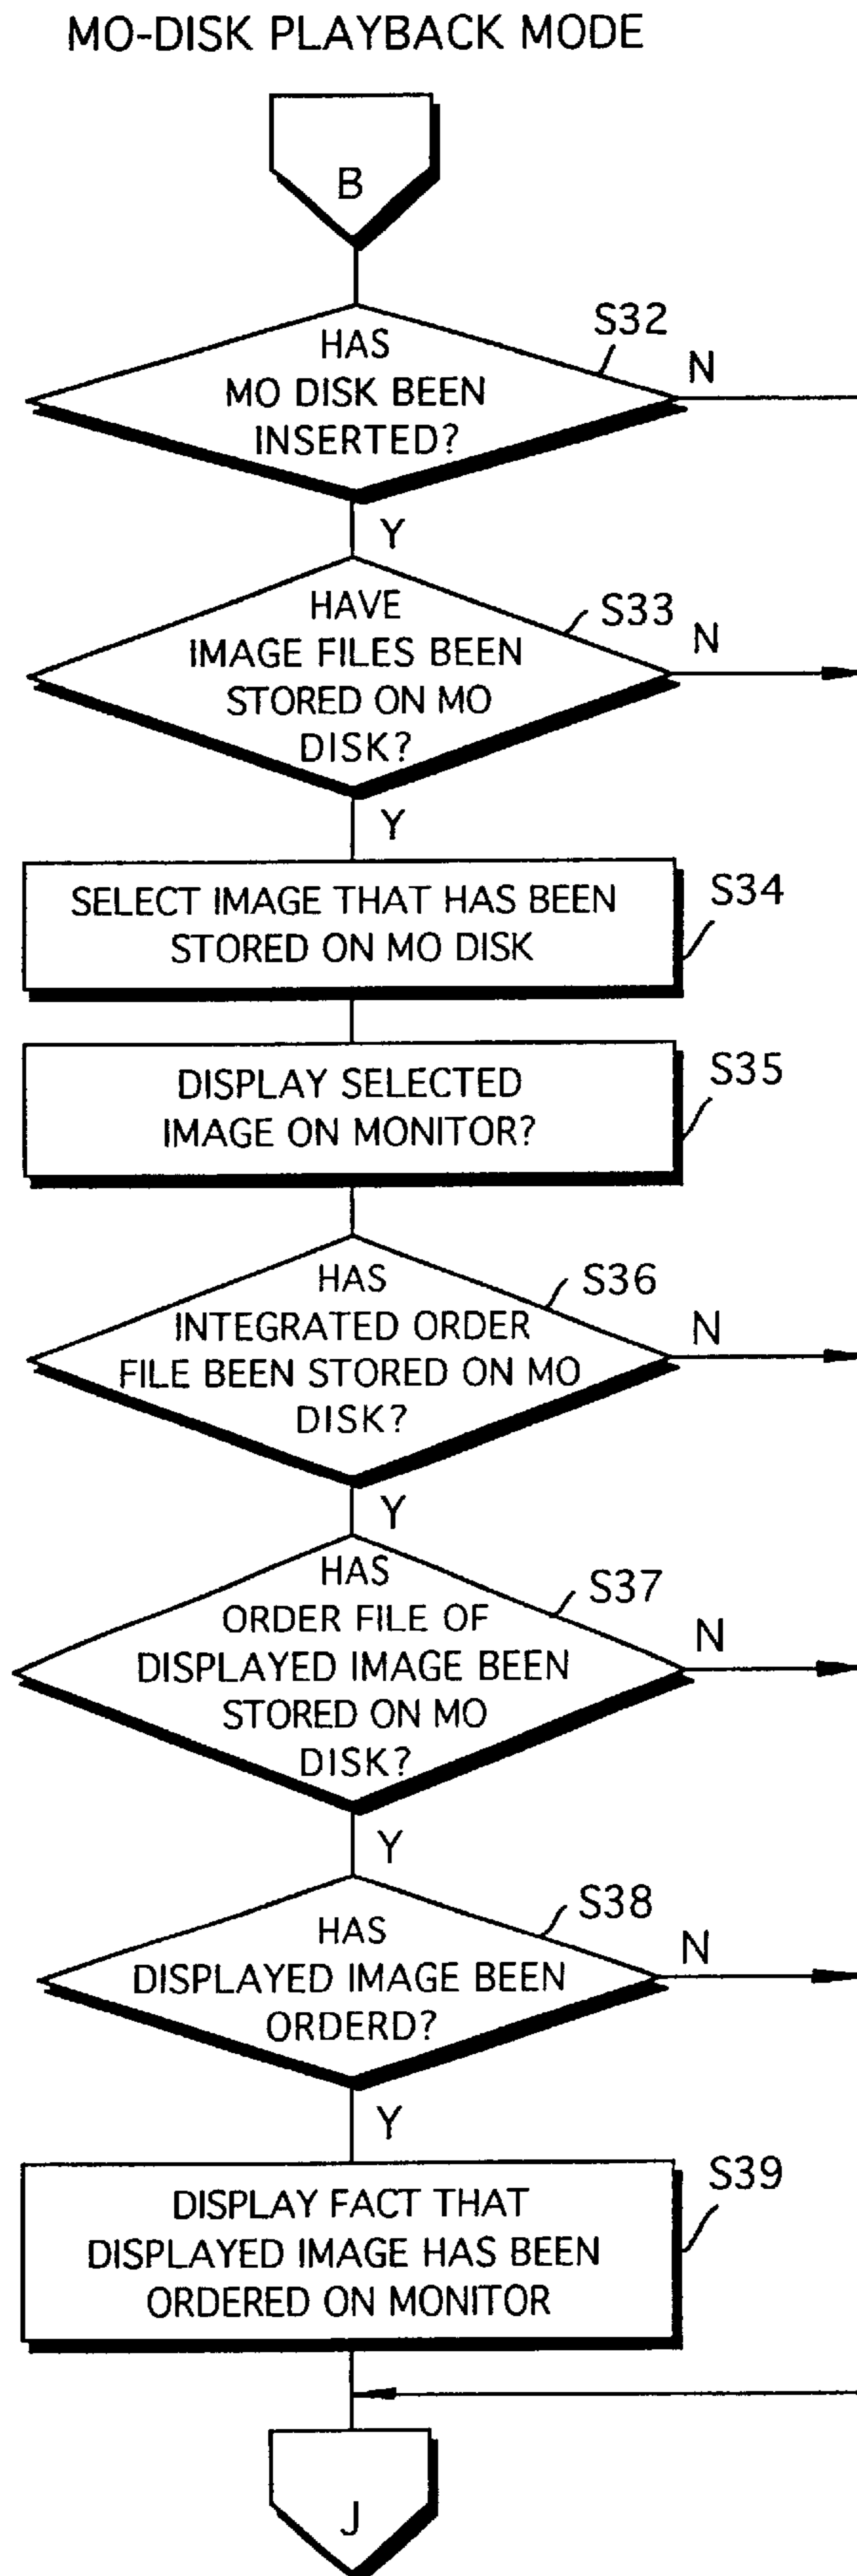 MO-DISK PLAYBACK MODE
B
S32
HAS
MO DISK BEEN
INSERTED?
N
Y
S33
HAVE
IMAGE FILES BEEN
STORED ON MO
DISK?
N
Y
S34
SELECT IMAGE THAT HAS BEEN
STORED ON MO DISK
S35
DISPLAY SELECTED
IMAGE ON MONITOR?
S36
HAS
INTEGRATED ORDER
FILE BEEN STORED ON MO
DISK?
N
Y
S37
HAS
ORDER FILE OF
DISPLAYED IMAGE BEEN
STORED ON MO
DISK?
N
Y
S38
HAS
DISPLAYED IMAGE BEEN
ORDERD?
N
Y
S39
DISPLAY FACT THAT
DISPLAYED IMAGE HAS BEEN
ORDERED ON MONITOR
J